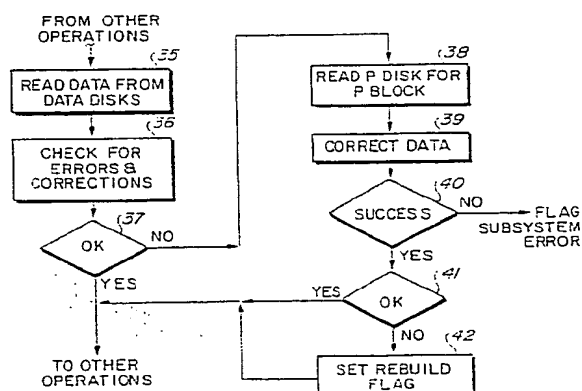 FROM OTHER
OPERATIONS
35
READ DATA FROM
DATA DISKS
36
CHECK FOR
ERRORS &
CORRECTIONS
37
OK
NO
YES
TO OTHER
OPERATIONS
38
READ P DISK FOR
P BLOCK
39
CORRECT DATA
40
SUCCESS
NO
FLAG
SUBSYSTEM
ERROR
YES
41
YES
OK
NO
42
SET REBUILD
FLAG